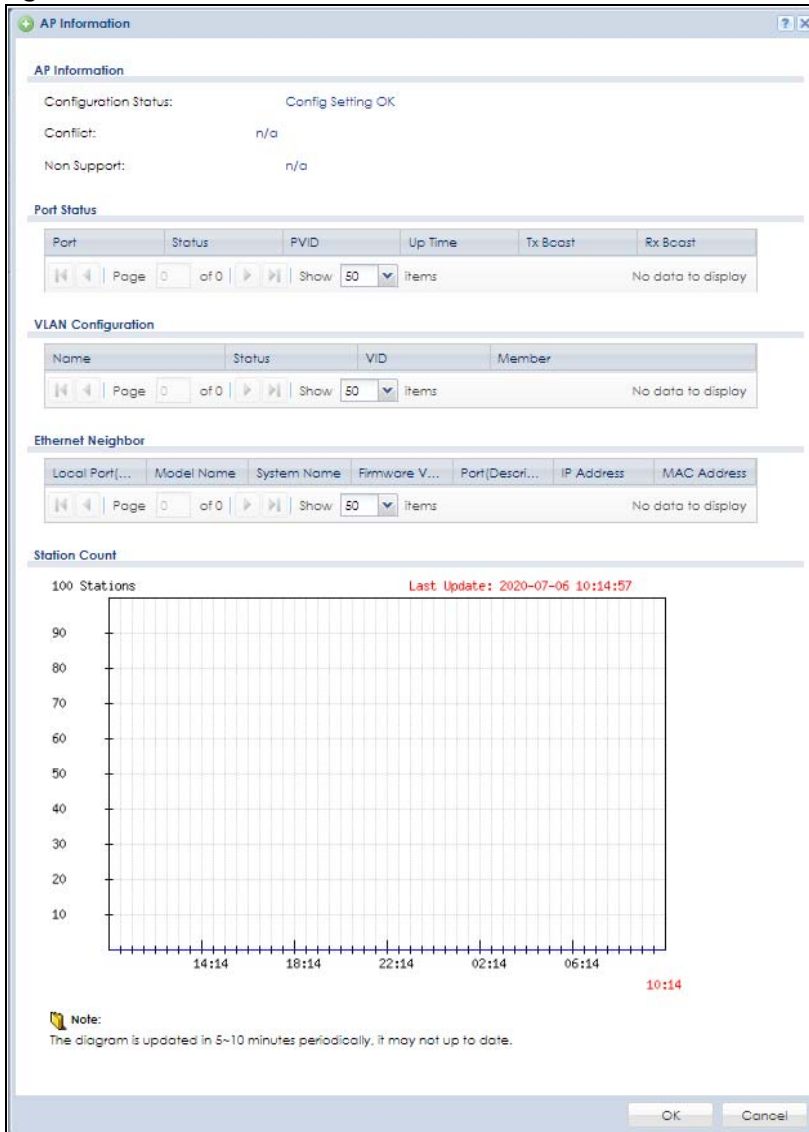 AP Information
AP Information
Configuration Status: Config Setting OK
Conflict: n/a
Non Support: n/a
Port Status
Port Status PVID Up Time Tx Bcast Rx Bcast
Page 0 of 0 Show 50 items No data to display
VLAN Configuration
Name Status VID Member
Page 0 of 0 Show 50 items No data to display
Ethernet Neighbor
Local Port(... Model Name System Name Firmware V... Port(Descri... IP Address MAC Address
Page 0 of 0 Show 50 items No data to display
Station Count
100 Stations Last Update: 2020-07-06 10:14:57
90
80
70
60
50
40
30
20
10
14:14 18:14 22:14 02:14 06:14
10:14
Note:
The diagram is updated in 5~10 minutes periodically, it may not up to date.
OK Cancel